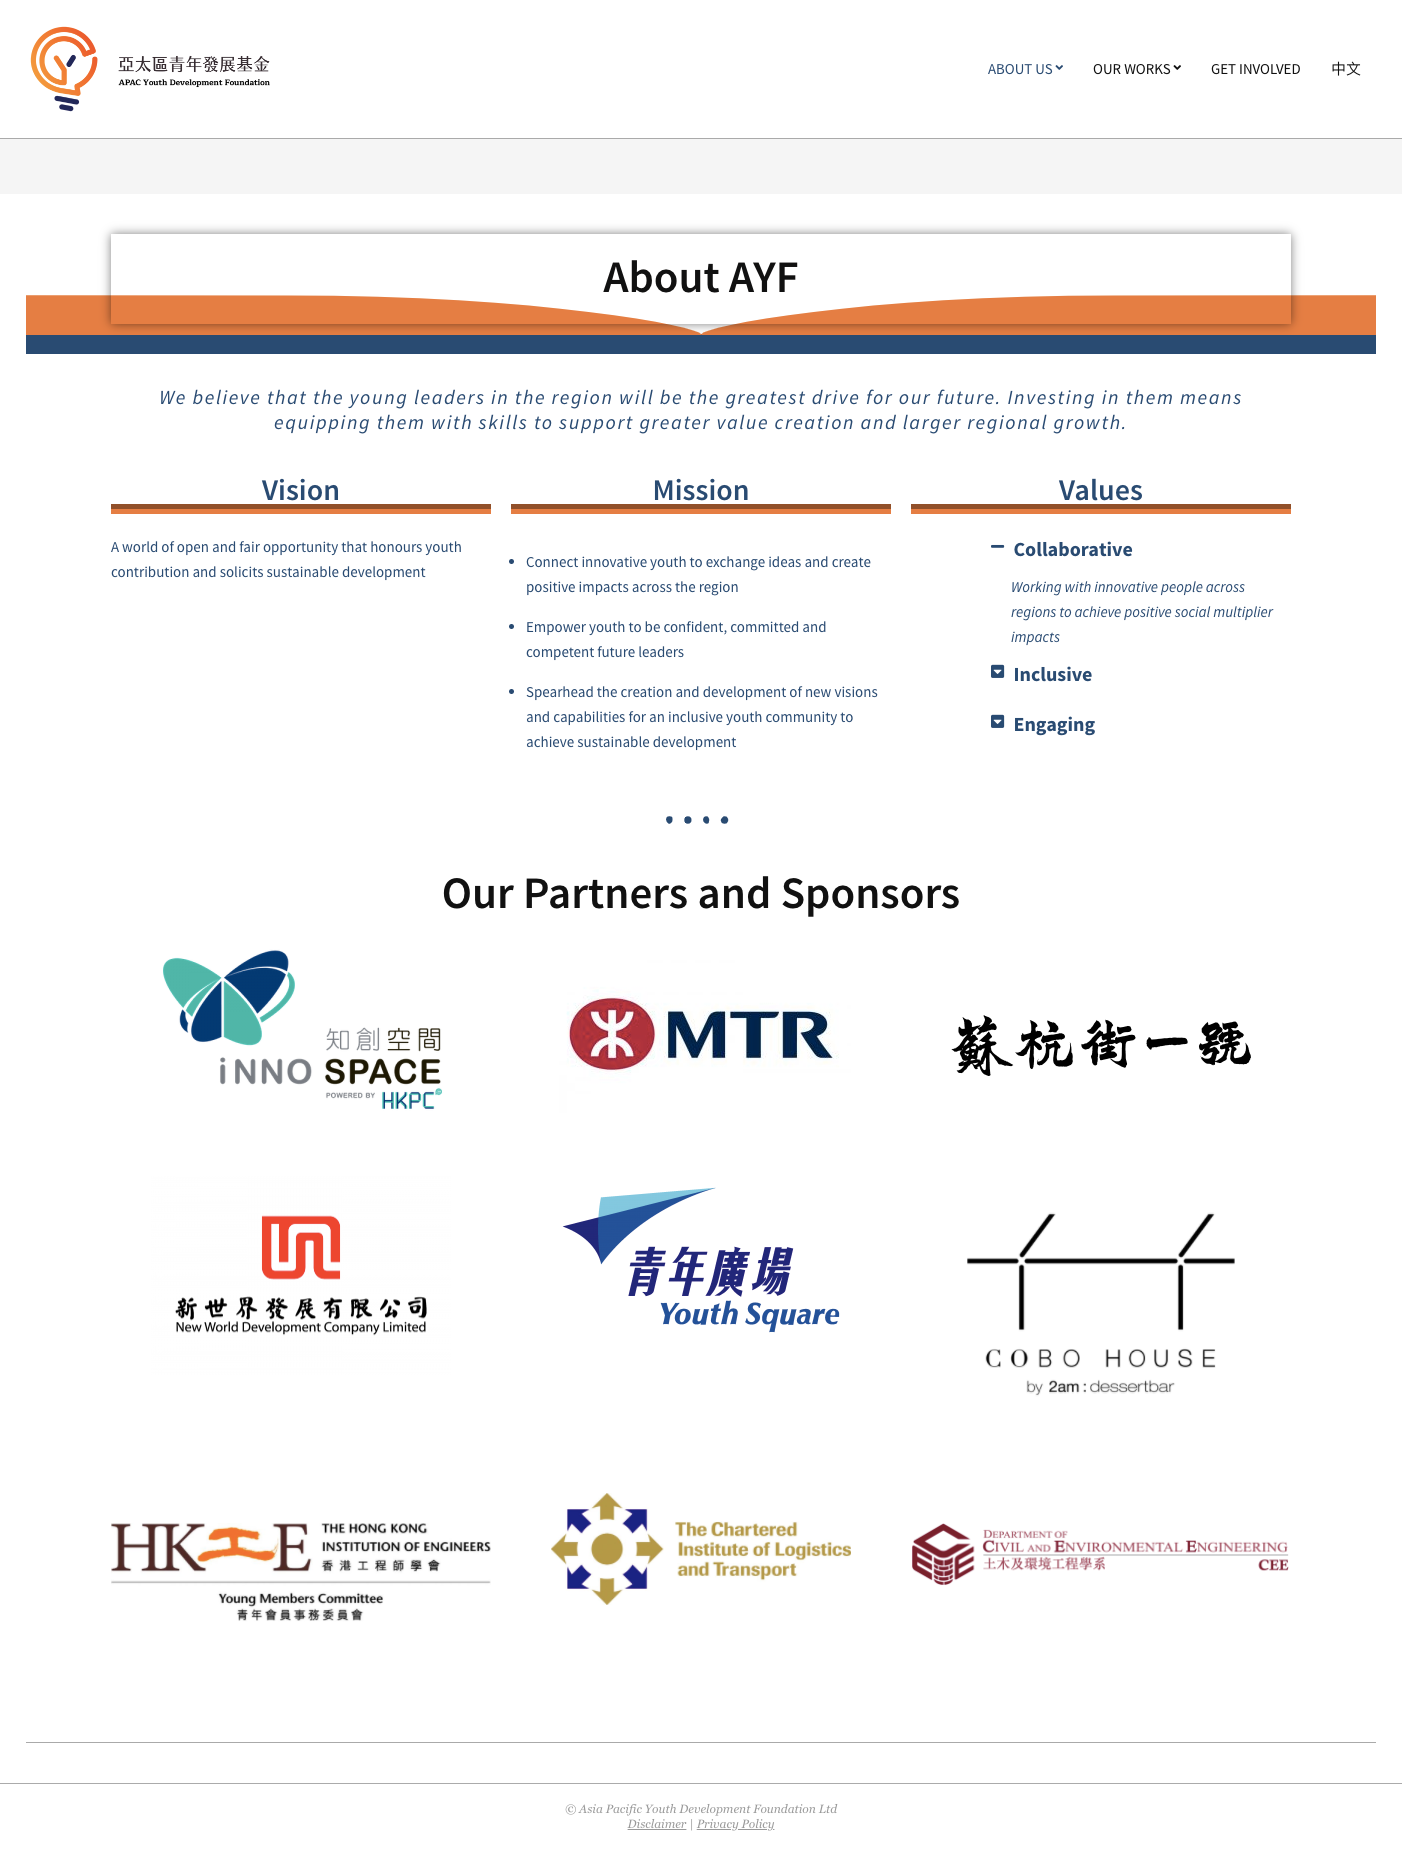 亞太區青年發展基金
APAC Youth Development Foundation
ABOUT US
OUR WORKS
GET INVOLVED
中文
About AYF
We believe that the young leaders in the region will be the greatest drive for our future. Investing in them means
equipping them with skills to support greater value creation and larger regional growth.
Vision
A world of open and fair opportunity that honours youth
contribution and solicits sustainable development
Mission
Connect innovative youth to exchange ideas and create
positive impacts across the region
Empower youth to be confident, committed and
competent future leaders
Spearhead the creation and development of new visions
and capabilities for an inclusive youth community to
achieve sustainable development
Values
Collaborative
Working with innovative people across
regions to achieve positive social multiplier
impacts
Inclusive
Engaging
Our Partners and Sponsors
知創空間
iNNO SPACE
POWERED BY HKPC
MTR
蘇杭街一號
新世界發展有限公司
New World Development Company Limited
青年廣場
Youth Square
COBO HOUSE
by 2am : dessertbar
HKIE
THE HONG KONG
INSTITUTION OF ENGINEERS
香港工程師學會
Young Members Committee
青年會員事務委員會
The Chartered
Institute of Logistics
and Transport
DEPARTMENT OF
CIVIL AND ENVIRONMENTAL ENGINEERING
土木及環境工程學系
CEE
© Asia Pacific Youth Development Foundation Ltd
Disclaimer | Privacy Policy